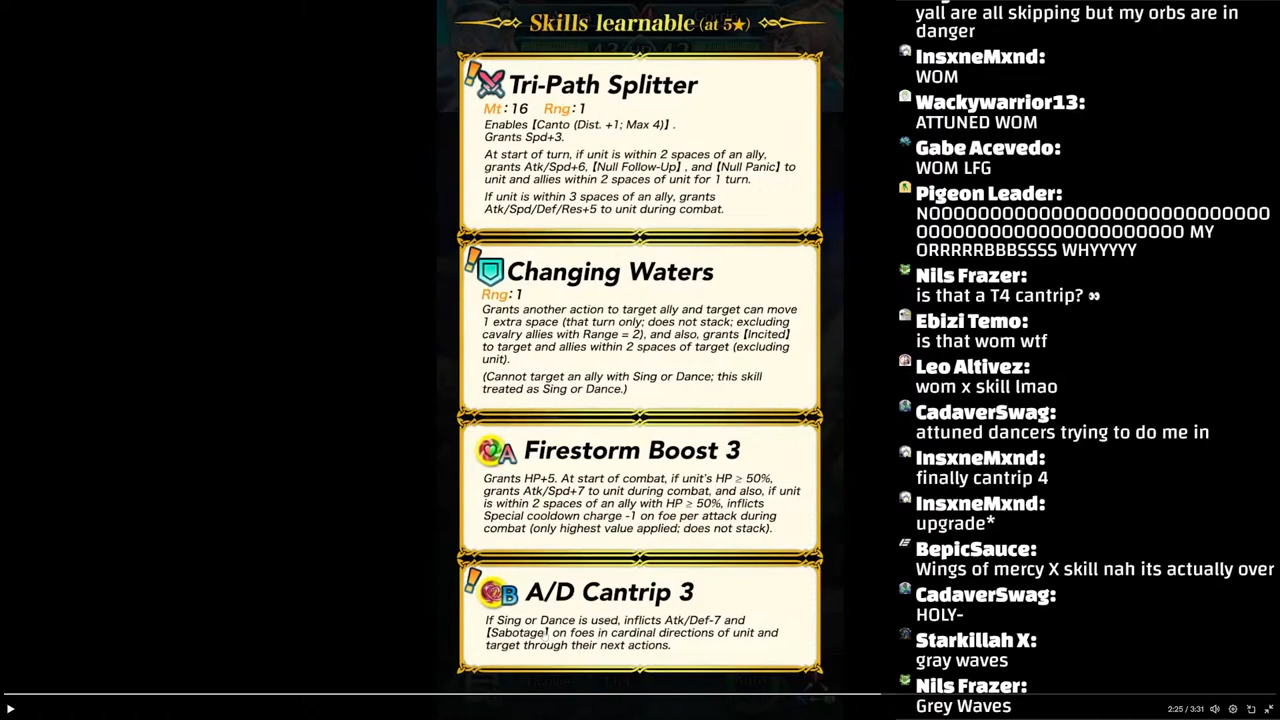 Skills learnable (at 5★)
Tri-Path Splitter
Mt: 16 Rng: 1
Enables 【Canto (Dist. +1; Max 4)】.
Grants Spd+3.
At start of turn, if unit is within 2 spaces of an ally,
grants Atk/Spd+6, 【Null Follow-Up】, and 【Null Panic】 to
unit and allies within 2 spaces of unit for 1 turn.
If unit is within 3 spaces of an ally, grants
Atk/Spd/Def/Res+5 to unit during combat.
Changing Waters
Rng: 1
Grants another action to target ally and target can move
1 extra space (that turn only; does not stack; excluding
cavalry allies with Range = 2), and also, grants 【Incited】
to target and allies within 2 spaces of target (excluding
unit).
(Cannot target an ally with Sing or Dance; this skill
treated as Sing or Dance.)
A Firestorm Boost 3
Grants HP+5. At start of combat, if unit's HP ≥ 50%,
grants Atk/Spd+7 to unit during combat, and also, if unit
is within 2 spaces of an ally with HP ≥ 50%, inflicts
Special cooldown charge -1 on foe per attack during
combat (only highest value applied; does not stack).
B A/D Cantrip 3
If Sing or Dance is used, inflicts Atk/Def-7 and
【Sabotage】 on foes in cardinal directions of unit and
target through their next actions.
yall are all skipping but my orbs are in
danger
InsxneMxnd:
WOM
Wackywarrior13:
ATTUNED WOM
Gabe Acevedo:
WOM LFG
Pigeon Leader:
NOOOOOOOOOOOOOOOOOOOOOOOOOOOO
OOOOOOOOOOOOOOOOOOOO MY
ORRRRRBBBSSSS WHYYYYY
Nils Frazer:
is that a T4 cantrip? 👀
Ebizi Temo:
is that wom wtf
Leo Altivez:
wom x skill lmao
CadaverSwag:
attuned dancers trying to do me in
InsxneMxnd:
finally cantrip 4
InsxneMxnd:
upgrade*
BepicSauce:
Wings of mercy X skill nah its actually over
CadaverSwag:
HOLY-
Starkillah X:
gray waves
Nils Frazer:
Grey Waves
2:25 / 3:31